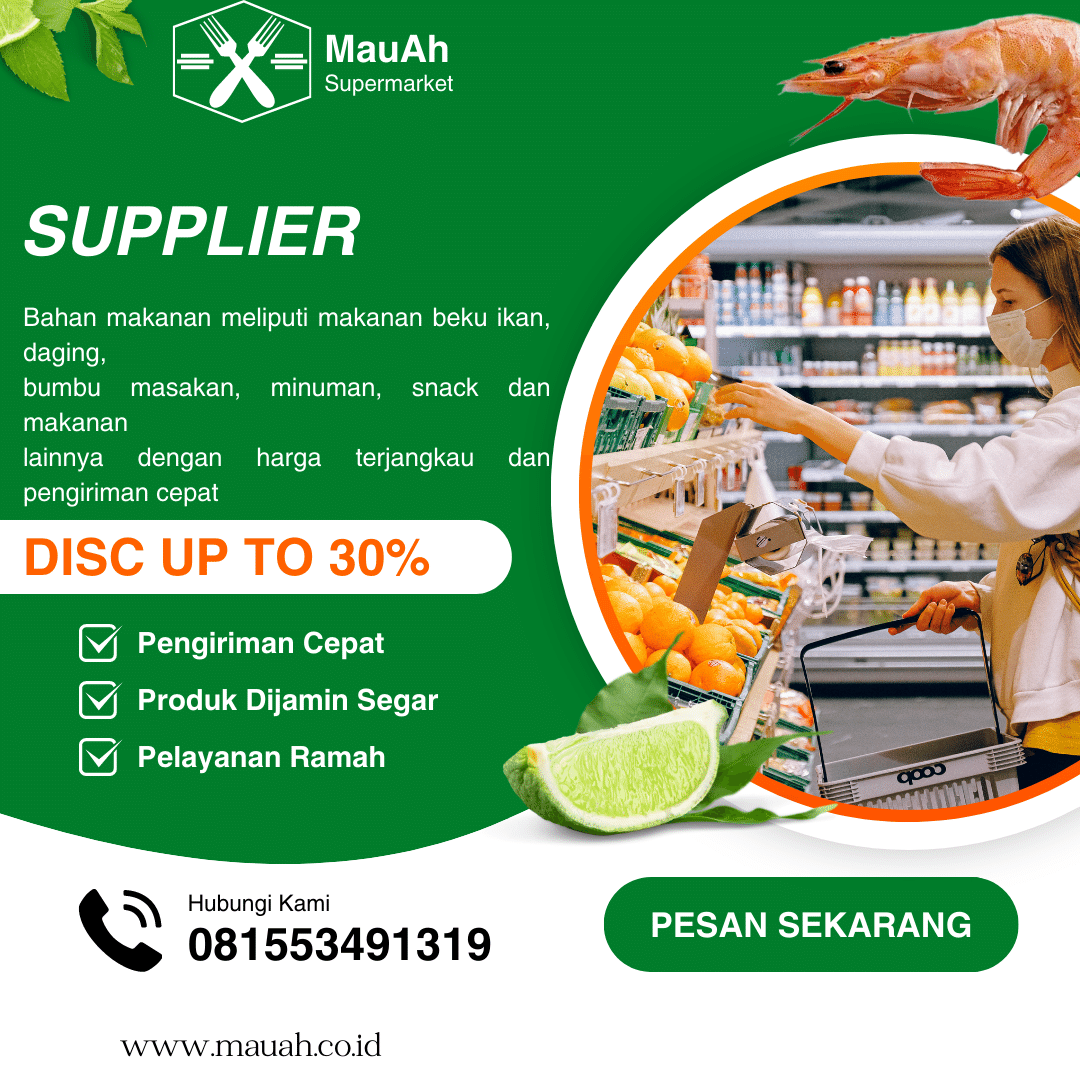 MauAh
Supermarket
SUPPLIER
Bahan makanan meliputi makanan beku ikan,
daging,
bumbu masakan, minuman, snack dan
makanan
lainnya dengan harga terjangkau dan
pengiriman cepat
DISC UP TO 30%
Pengiriman Cepat
Produk Dijamin Segar
Pelayanan Ramah
coop
Hubungi Kami
081553491319
PESAN SEKARANG
www.mauah.co.id